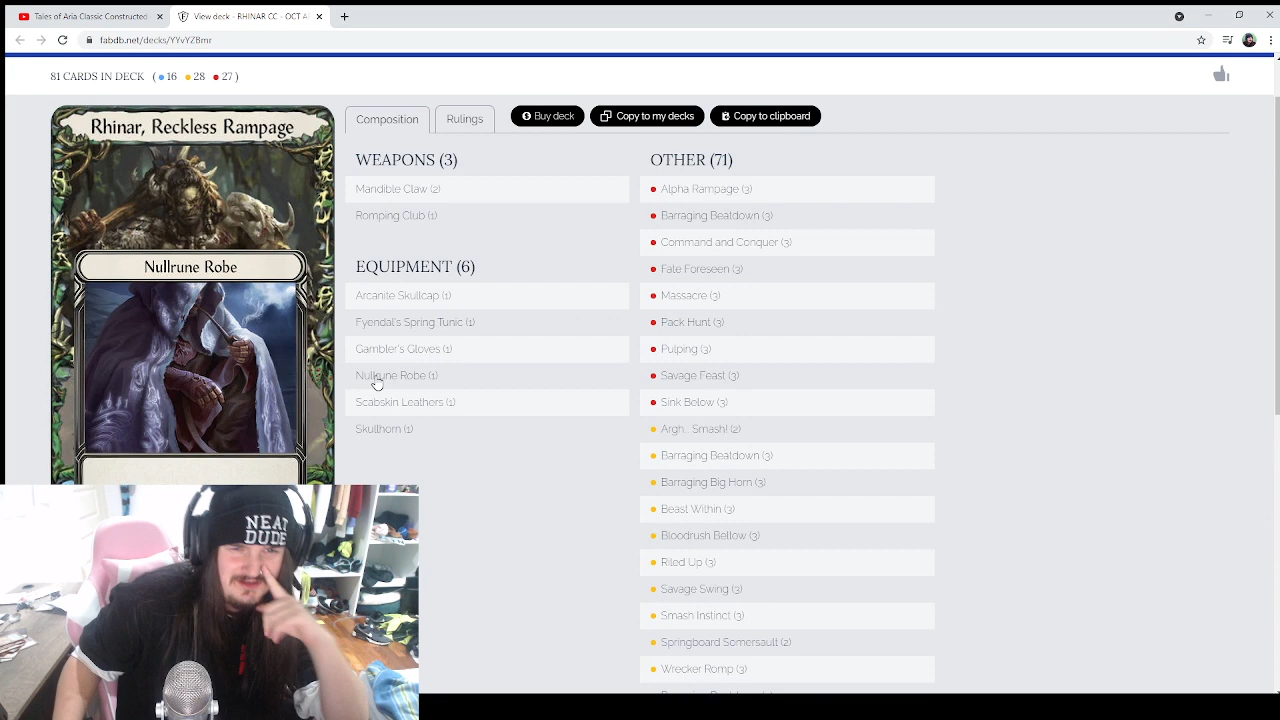 Tales of Aria Classic Constructed
View deck - RHINAR CC - OCT
fabdb.net/decks/YYvYZBmr
81 CARDS IN DECK ( 16 28 27 )
Rhinar, Reckless Rampage
Nullrune Robe
Composition
Rulings
Buy deck
Copy to my decks
Copy to clipboard
WEAPONS (3)
Mandible Claw (2)
Romping Club (1)
EQUIPMENT (6)
Arcanite Skullcap (1)
Fyendal's Spring Tunic (1)
Gambler's Gloves (1)
Nullrune Robe (1)
Scabskin Leathers (1)
Skullhorn (1)
OTHER (71)
Alpha Rampage (3)
Barraging Beatdown (3)
Command and Conquer (3)
Fate Foreseen (3)
Massacre (3)
Pack Hunt (3)
Pulping (3)
Savage Feast (3)
Sink Below (3)
Argh... Smash! (2)
Barraging Beatdown (3)
Barraging Big Horn (3)
Beast Within (3)
Bloodrush Bellow (3)
Riled Up (3)
Savage Swing (3)
Smash Instinct (3)
Springboard Somersault (2)
Wrecker Romp (3)
NEAT
DUDE